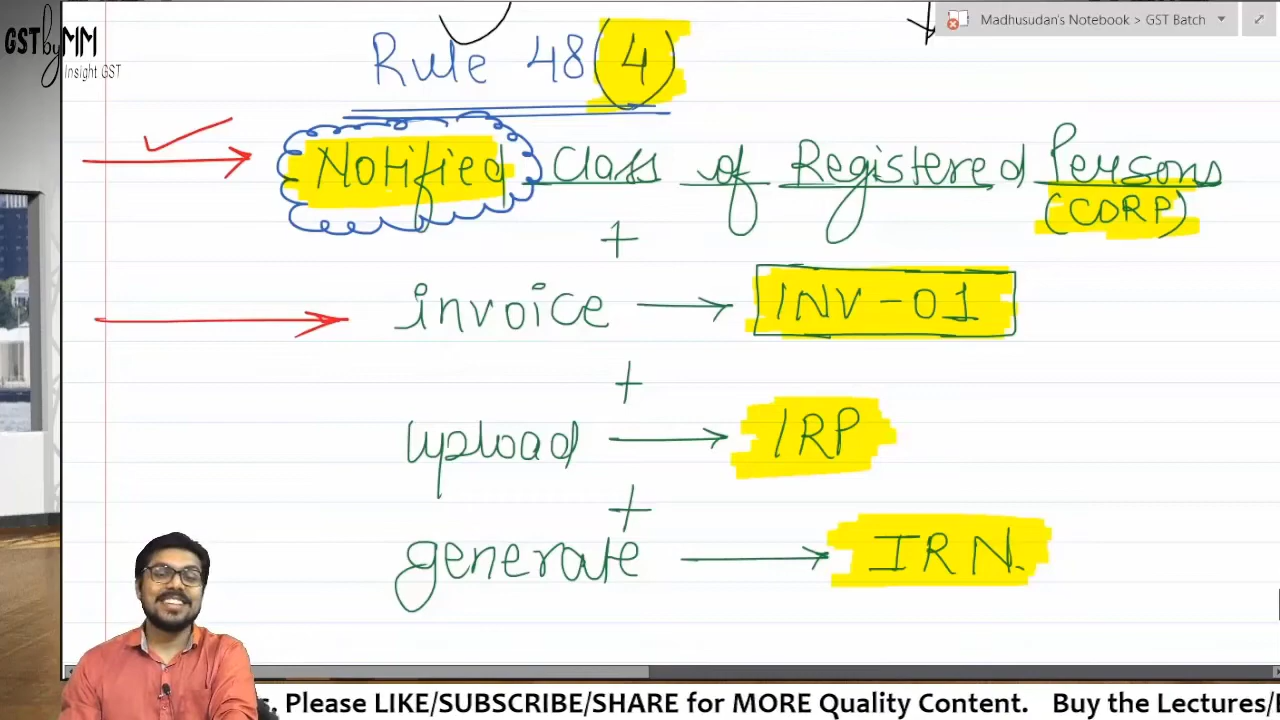 GST by MM
Insight GST
Madhusudan's Notebook > GST Batch
Rule 48(4)
Notified Class of Registered Persons
(CORP)
+
invoice → INV-01
+
upload → IRP
+
generate → IRN.
s. Please LIKE/SUBSCRIBE/SHARE for MORE Quality Content. Buy the Lectures/